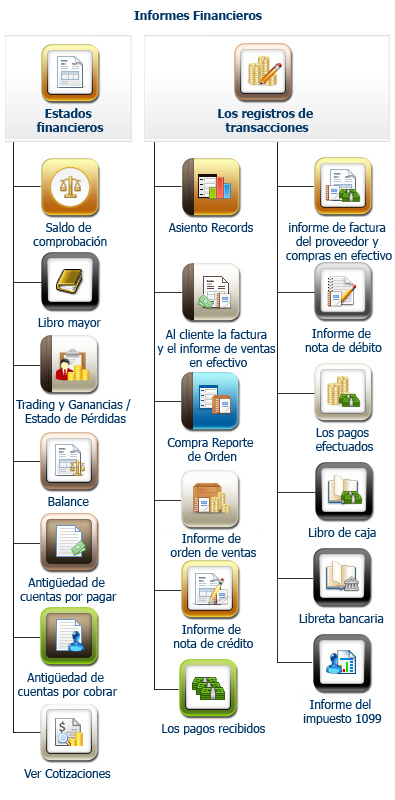 Informes Financieros
Estados
financieros
Los registros de
transacciones
Saldo de
comprobación
Libro mayor
Trading y Ganancias /
Estado de Pérdidas
Balance
Antigüedad de
cuentas por pagar
Antigüedad de
cuentas por cobrar
Ver Cotizaciones
Asiento Records
Al cliente la factura
y el informe de ventas
en efectivo
Compra Reporte
de Orden
Informe de
orden de ventas
Informe de
nota de crédito
Los pagos recibidos
informe de factura
del proveedor y
compras en efectivo
Informe de
nota de débito
Los pagos
efectuados
Libro de caja
Libreta bancaria
Informe del
impuesto 1099